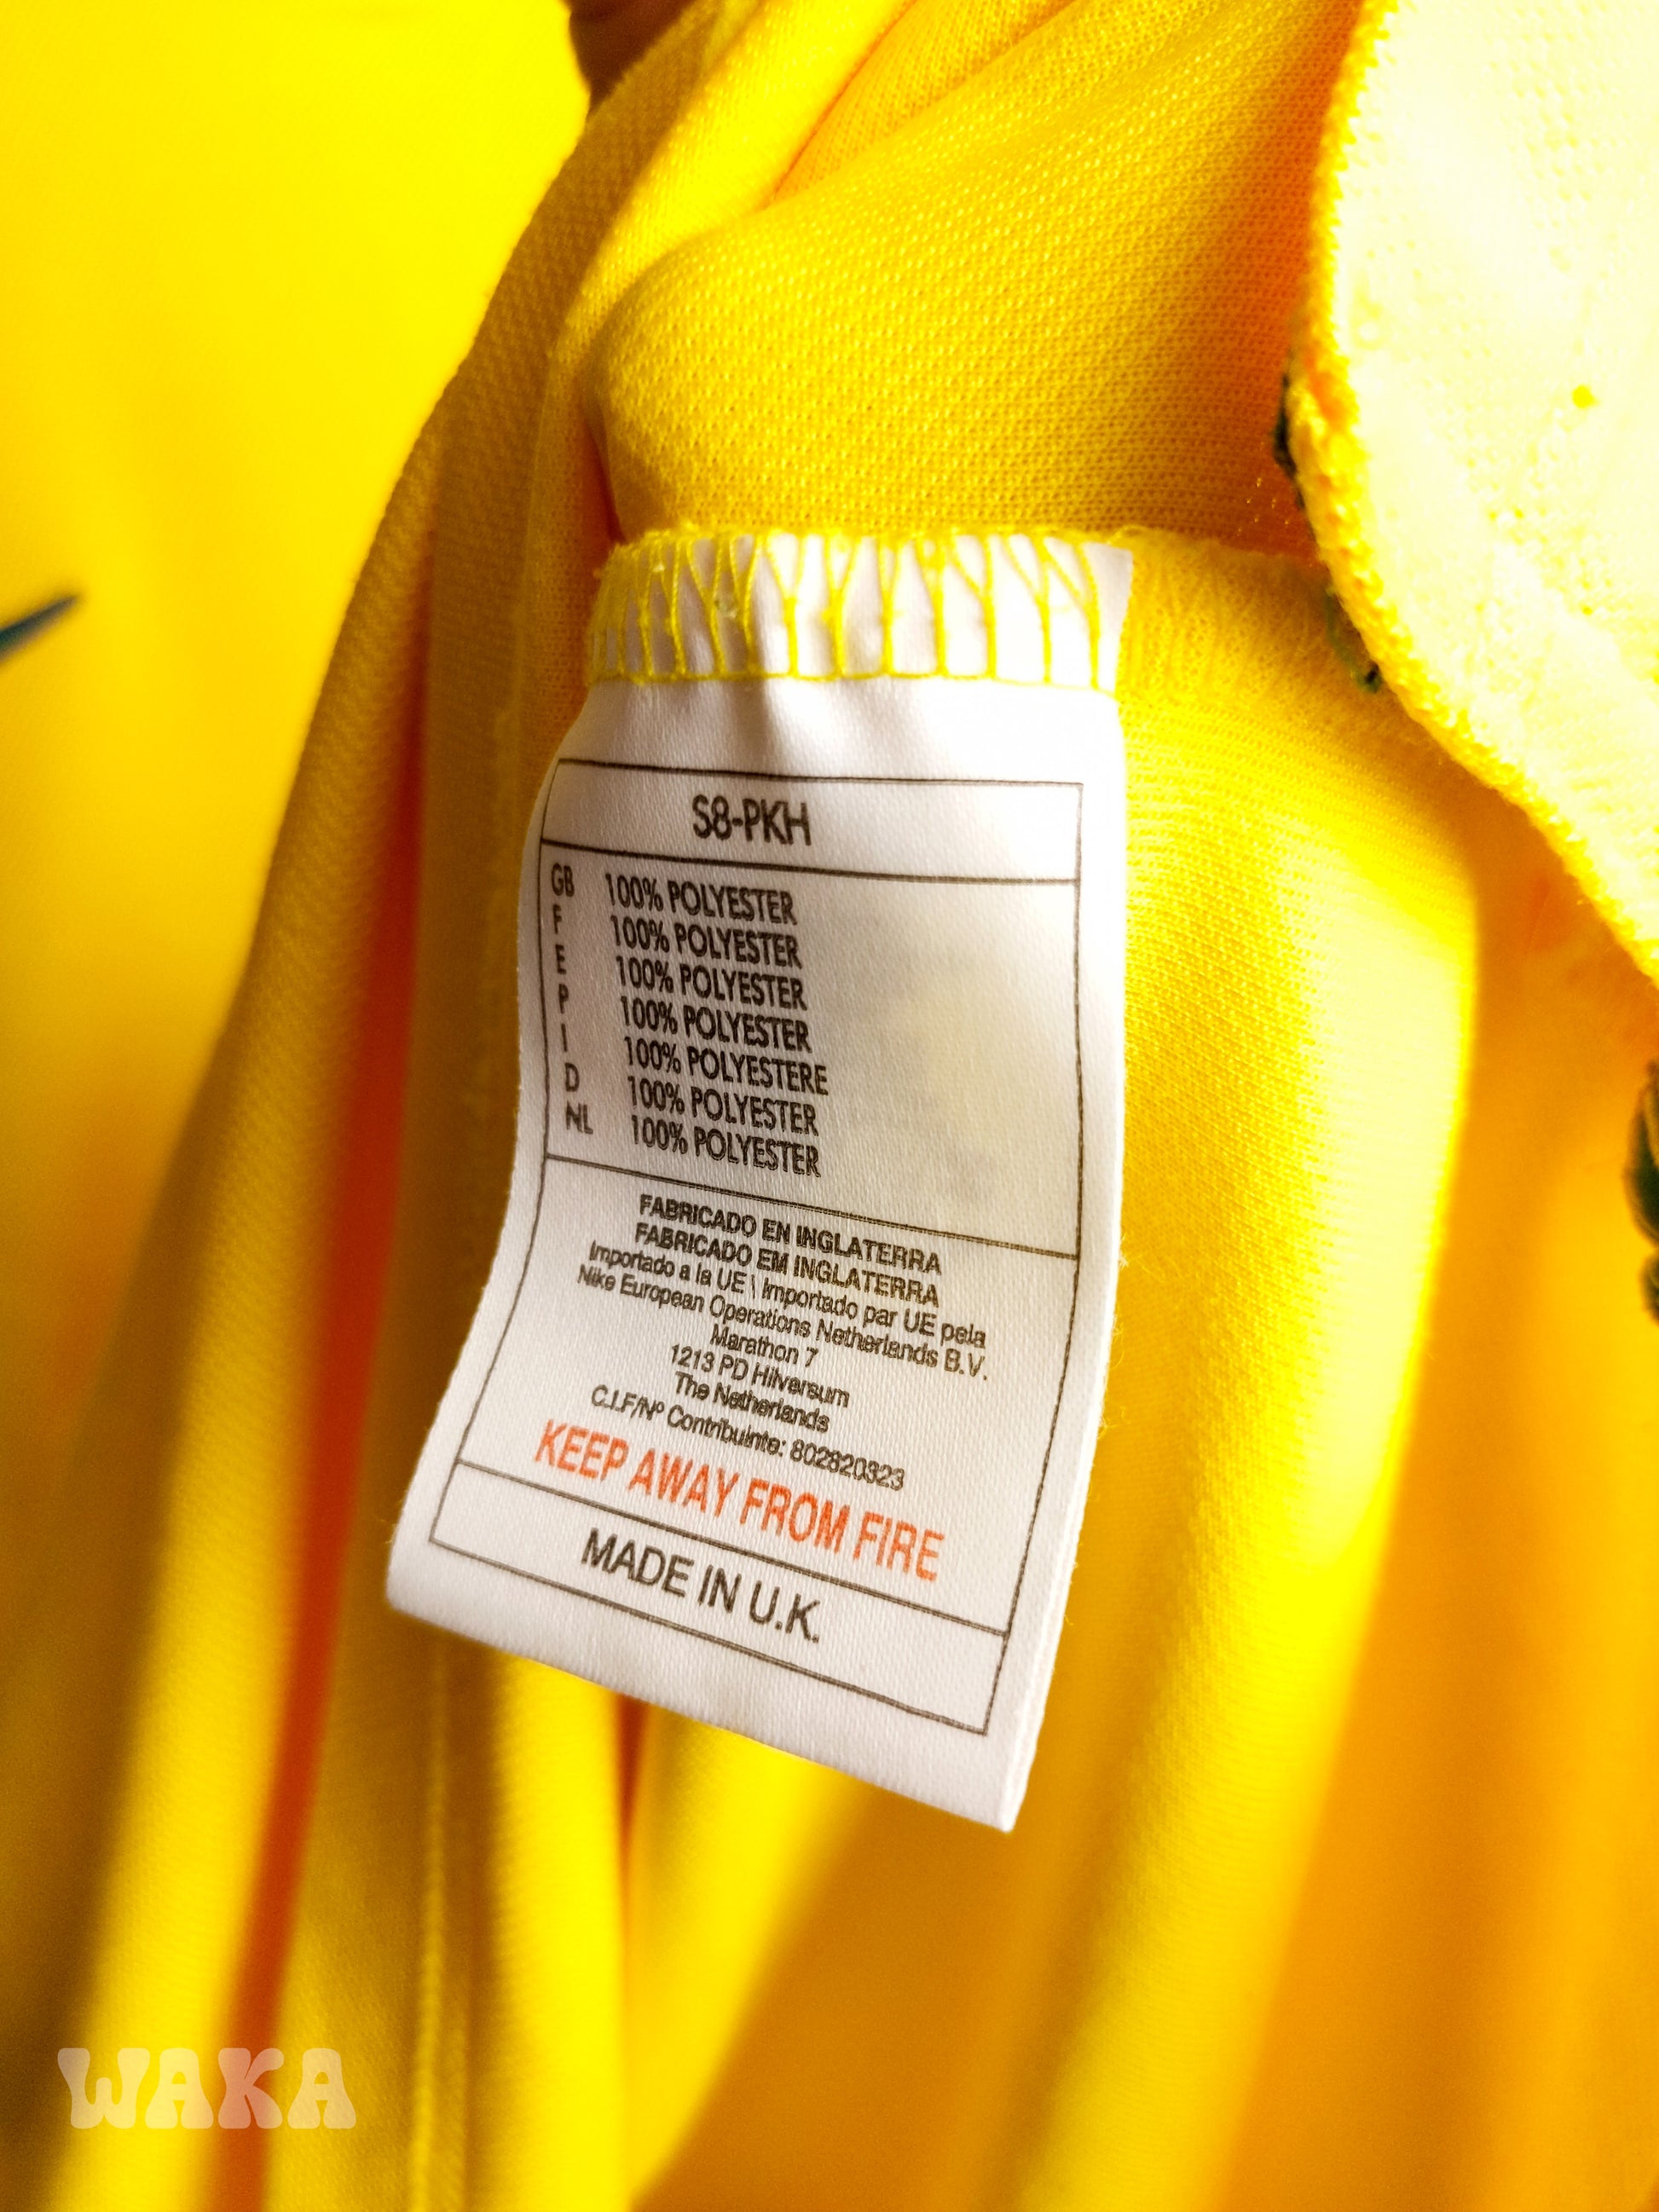 S8-PKH
GB 100% POLYESTER
F 100% POLYESTER
E 100% POLYESTER
P 100% POLYESTER
I 100% POLYESTERE
D 100% POLYESTER
NL 100% POLYESTER
FABRICADO EN INGLATERRA
FABRICADO EM INGLATERRA
Importado a la UE \ Importado par UE pela
Nike European Operations Netherlands B.V.
Marathon 7
1213 PD Hilversum
The Netherlands
C.I.F/Nº Contribuinte: 802820323
KEEP AWAY FROM FIRE
MADE IN U.K.
WAKA